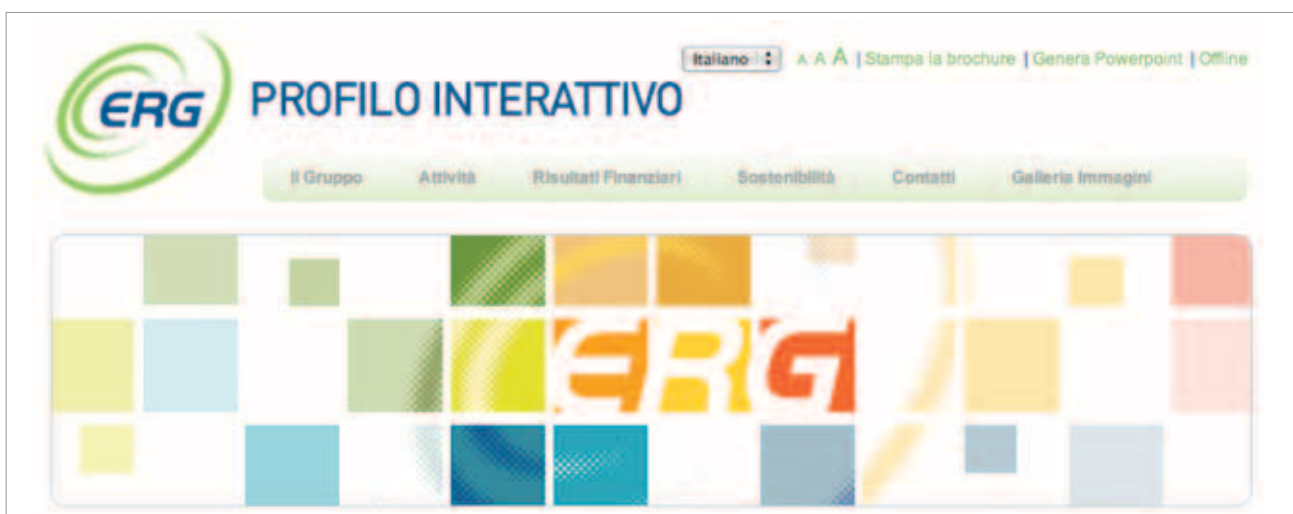 Italiano A A A | Stampa la brochure | Genera Powerpoint | Offline
ERG PROFILO INTERATTIVO
Il Gruppo Attività Risultati Finanziari Sostenibilità Contatti Galleria Immagini
ERG